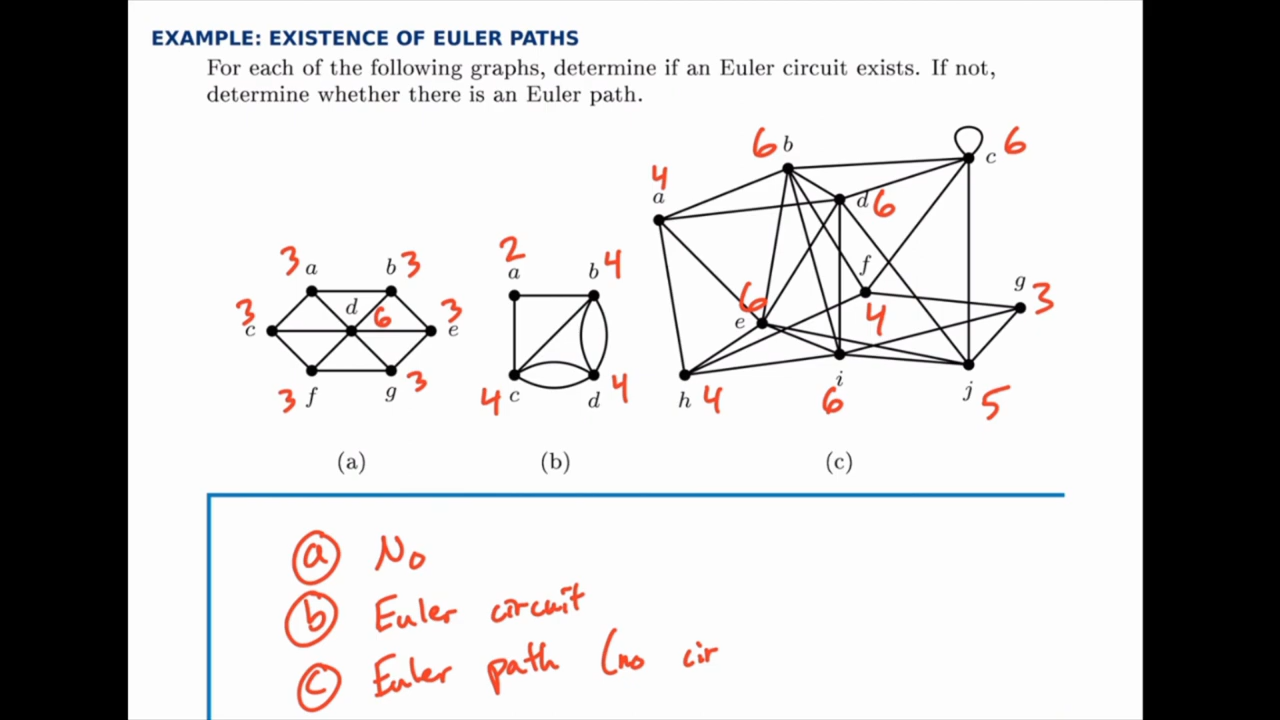 EXAMPLE: EXISTENCE OF EULER PATHS
For each of the following graphs, determine if an Euler circuit exists. If not,
determine whether there is an Euler path.
3 a b 3
3 c d 6 3 e
3 f g 3
(a)
2 a b 4
4 c d 4
(b)
6 b c 6
4 a d 6
f 4 g 3
6 e
h 4 i 6 j 5
(c)
ⓐ No
ⓑ Euler circuit
ⓒ Euler path (no cir